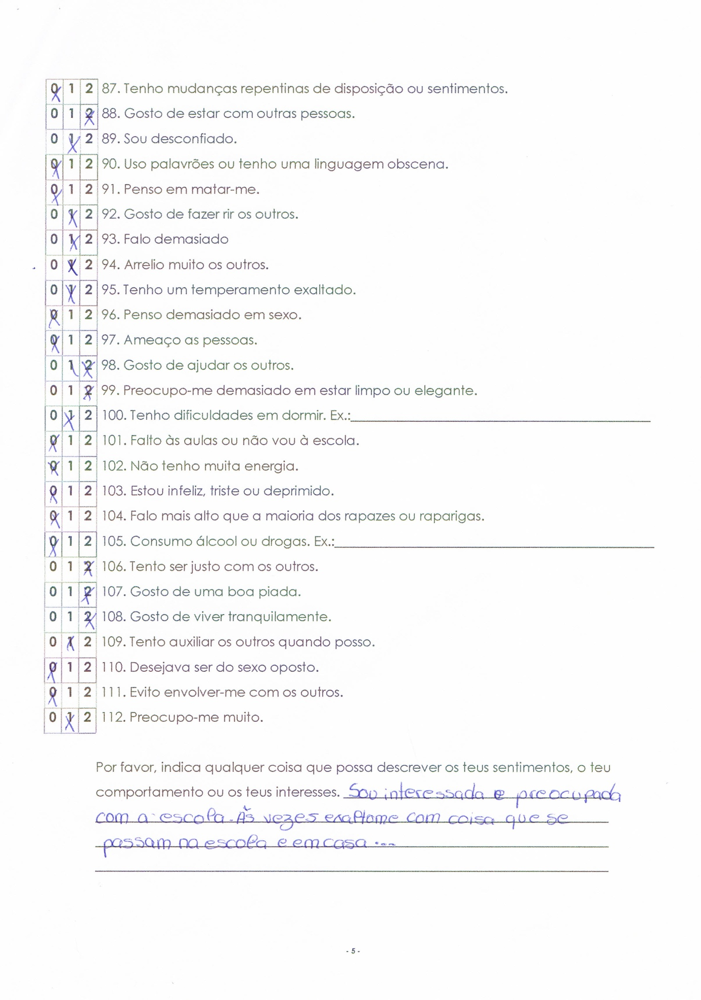 0 1 2 87. Tenho mudanças repentinas de disposição ou sentimentos.
0 1 2 88. Gosto de estar com outras pessoas.
0 1 2 89. Sou desconfiado.
0 1 2 90. Uso palavrões ou tenho uma linguagem obscena.
0 1 2 91. Penso em matar-me.
0 1 2 92. Gosto de fazer rir os outros.
0 1 2 93. Falo demasiado
0 1 2 94. Arrelio muito os outros.
0 1 2 95. Tenho um temperamento exaltado.
0 1 2 96. Penso demasiado em sexo.
0 1 2 97. Ameaço as pessoas.
0 1 2 98. Gosto de ajudar os outros.
0 1 2 99. Preocupo-me demasiado em estar limpo ou elegante.
0 1 2 100. Tenho dificuldades em dormir. Ex.:
0 1 2 101. Falto às aulas ou não vou à escola.
0 1 2 102. Não tenho muita energia.
0 1 2 103. Estou infeliz, triste ou deprimido.
0 1 2 104. Falo mais alto que a maioria dos rapazes ou raparigas.
0 1 2 105. Consumo álcool ou drogas. Ex.:
0 1 2 106. Tento ser justo com os outros.
0 1 2 107. Gosto de uma boa piada.
0 1 2 108. Gosto de viver tranquilamente.
0 1 2 109. Tento auxiliar os outros quando posso.
0 1 2 110. Desejava ser do sexo oposto.
0 1 2 111. Evito envolver-me com os outros.
0 1 2 112. Preocupo-me muito.
Por favor, indica qualquer coisa que possa descrever os teus sentimentos, o teu
comportamento ou os teus interesses. Sou interessada e preocupada
com a escola. Às vezes exaltome com coisa que se
passam na escola e em casa ...
- 5 -